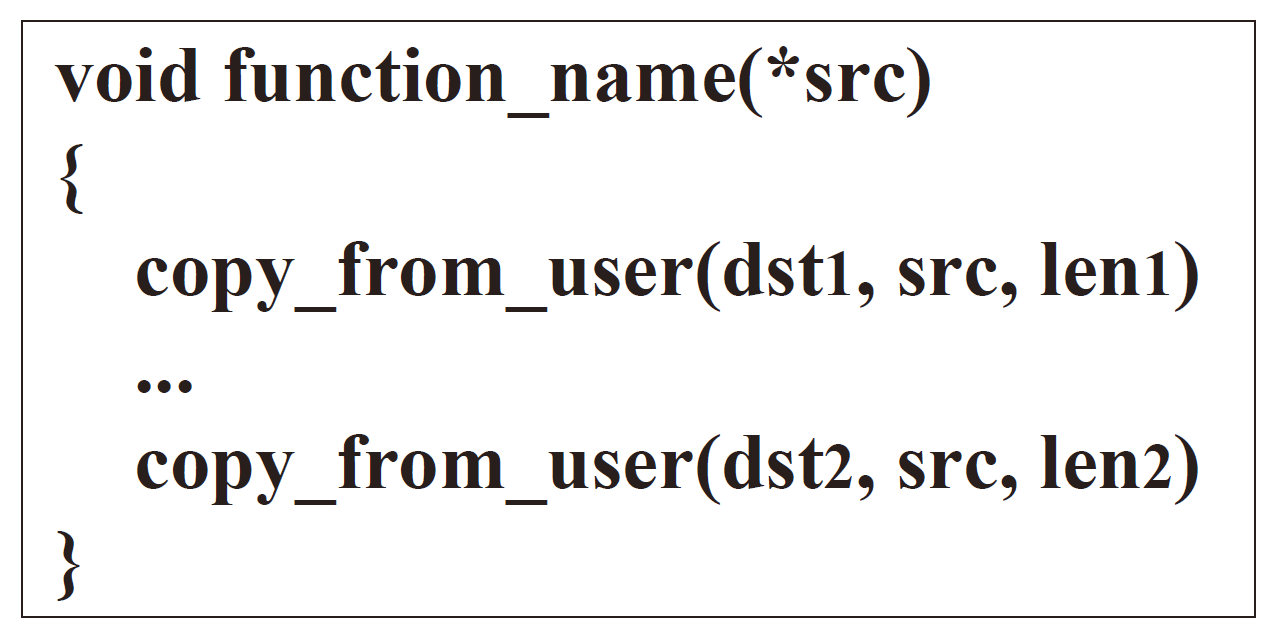 void function_name(*src)
{
copy_from_user(dst1, src, len1)
...
copy_from_user(dst2, src, len2)
}